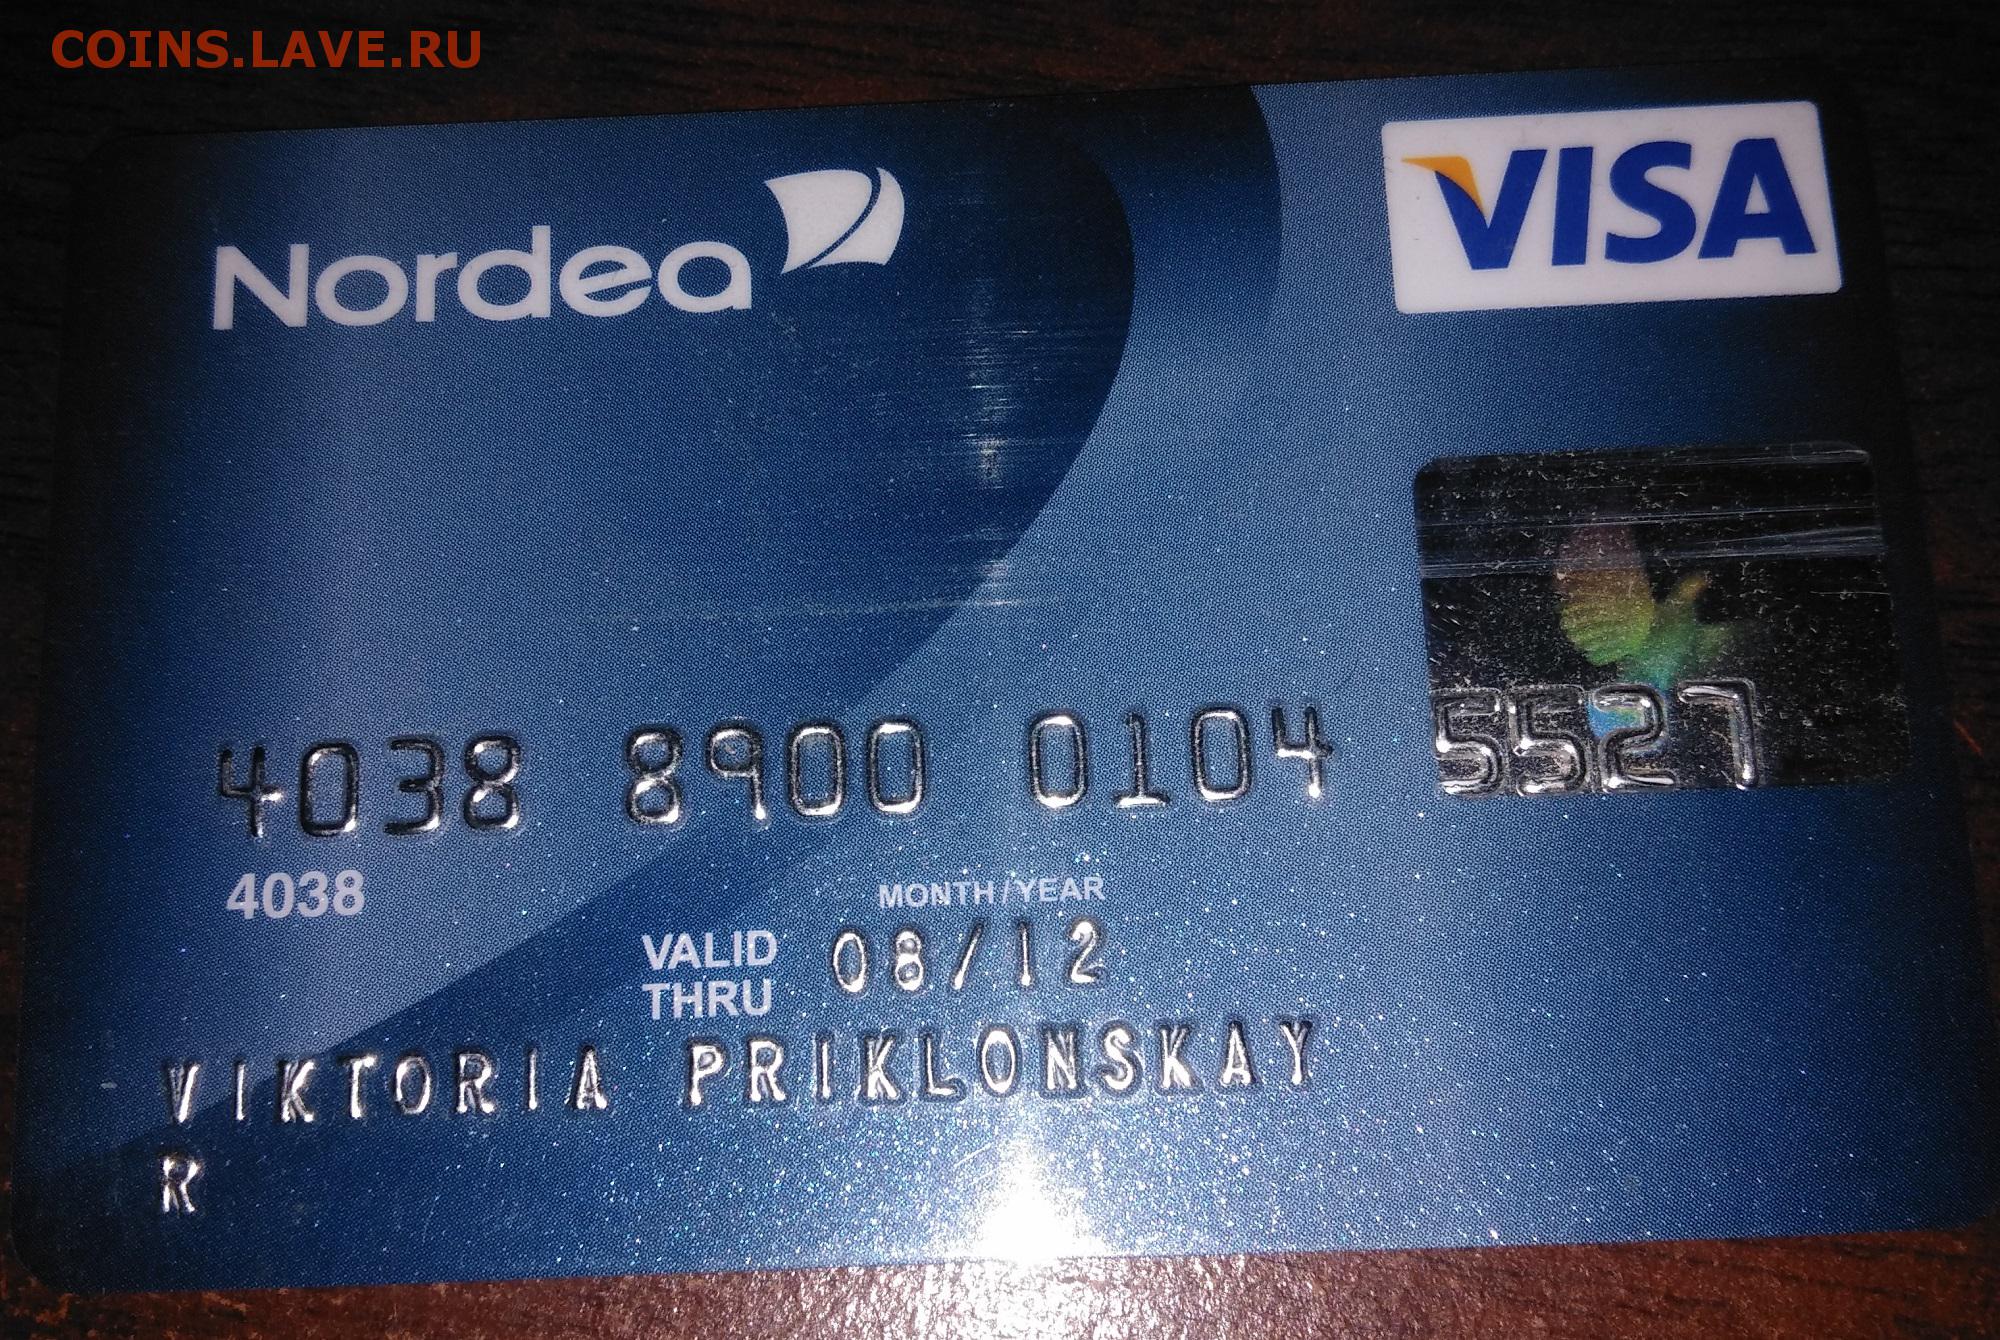 COINS.LAVE.RU
Nordea
VISA
4038 8900 0104 5527
4038
MONTH/YEAR
VALID THRU 08/12
VIKTORIA PRIKLONSKAY
R